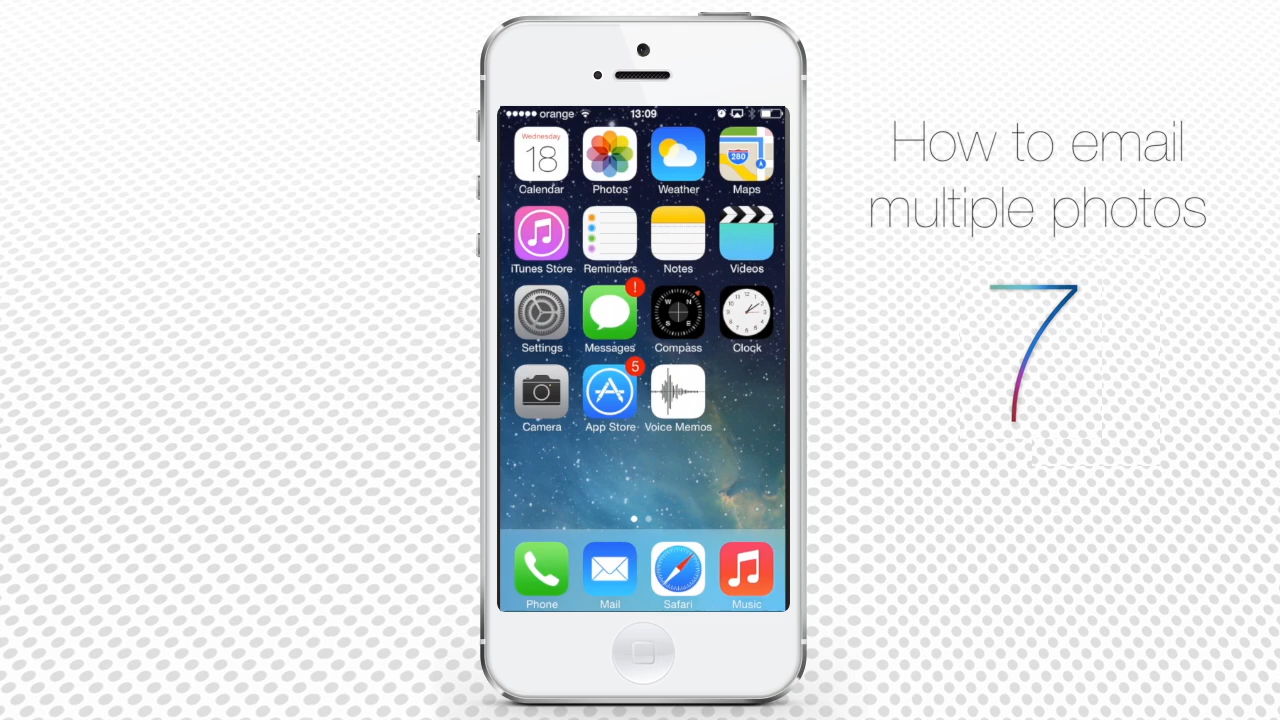 orange 13:09
Wednesday
18
280
Calendar Photos Weather Maps
iTunes Store Reminders Notes Videos
!
W N
S E
12
Settings Messages Compass Clock
5
Camera App Store Voice Memos
Phone Mail Safari Music
How to email
multiple photos
7